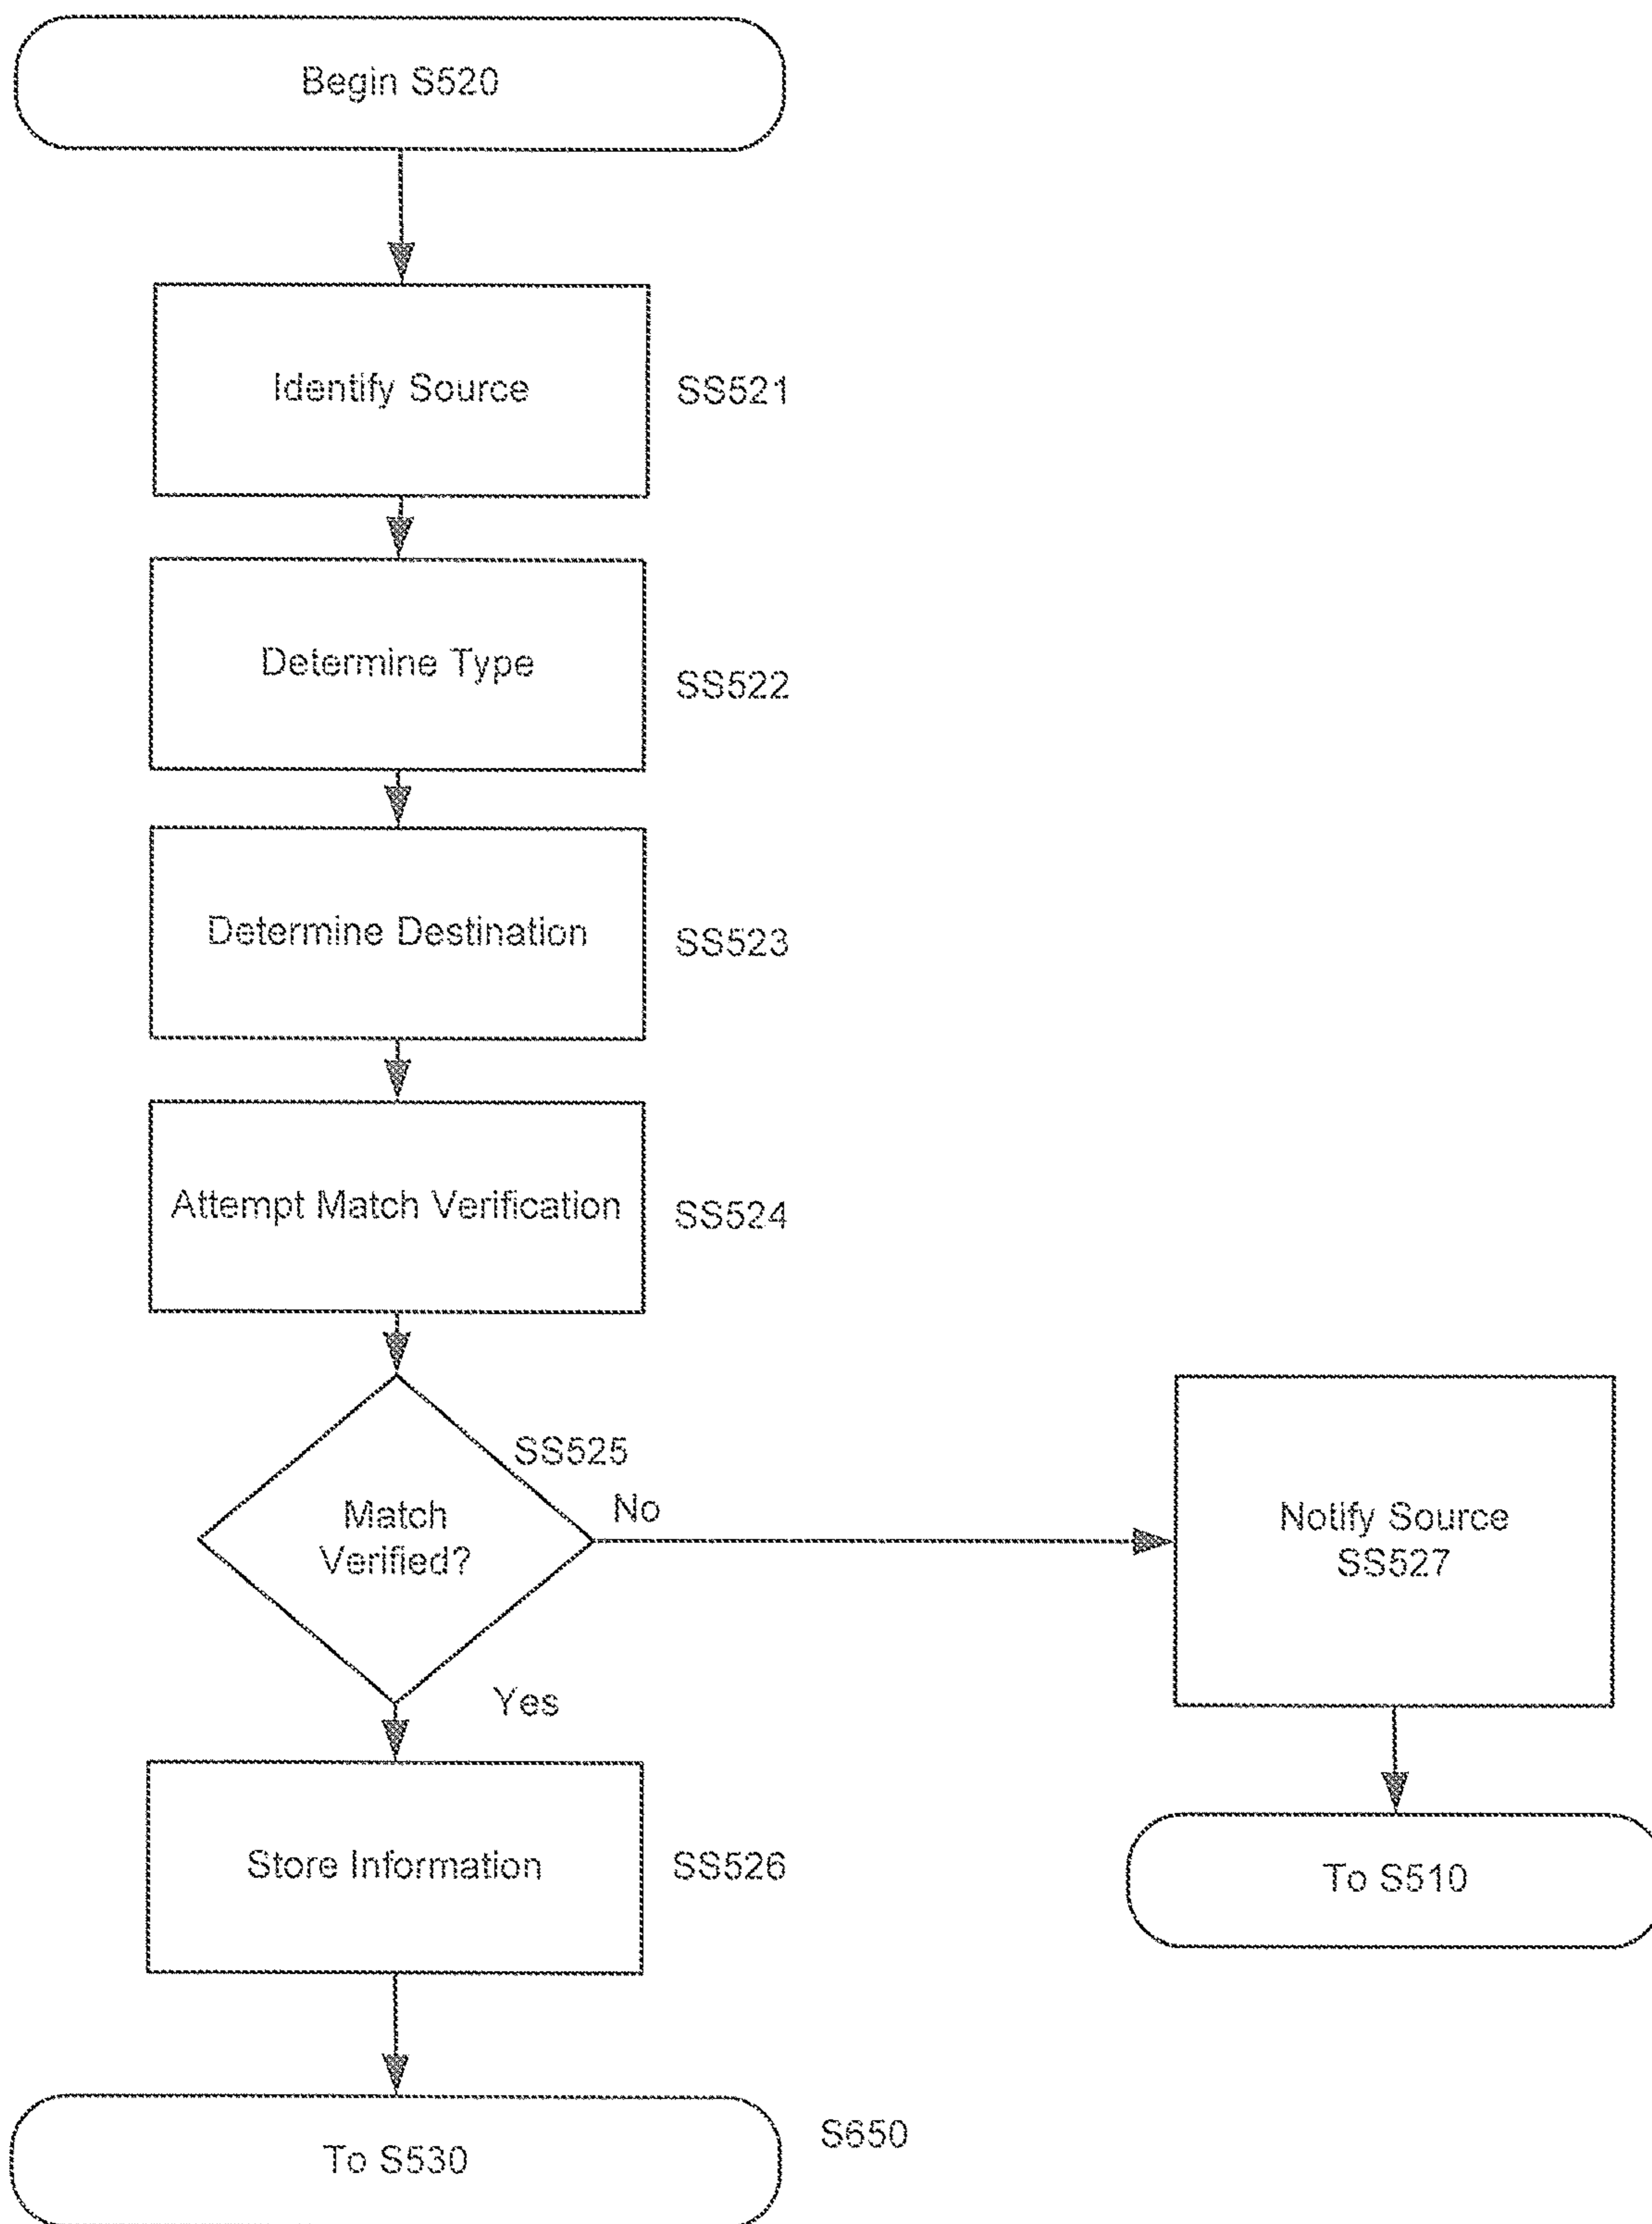 Begin S520
Identify Source
SS521
Determine Type
SS522
Determine Destination
SS523
Attempt Match Verification
SS524
SS525
Match
Verified?
No
Notify Source
SS527
Yes
Store Information
SS526
To S510
To S530
S650